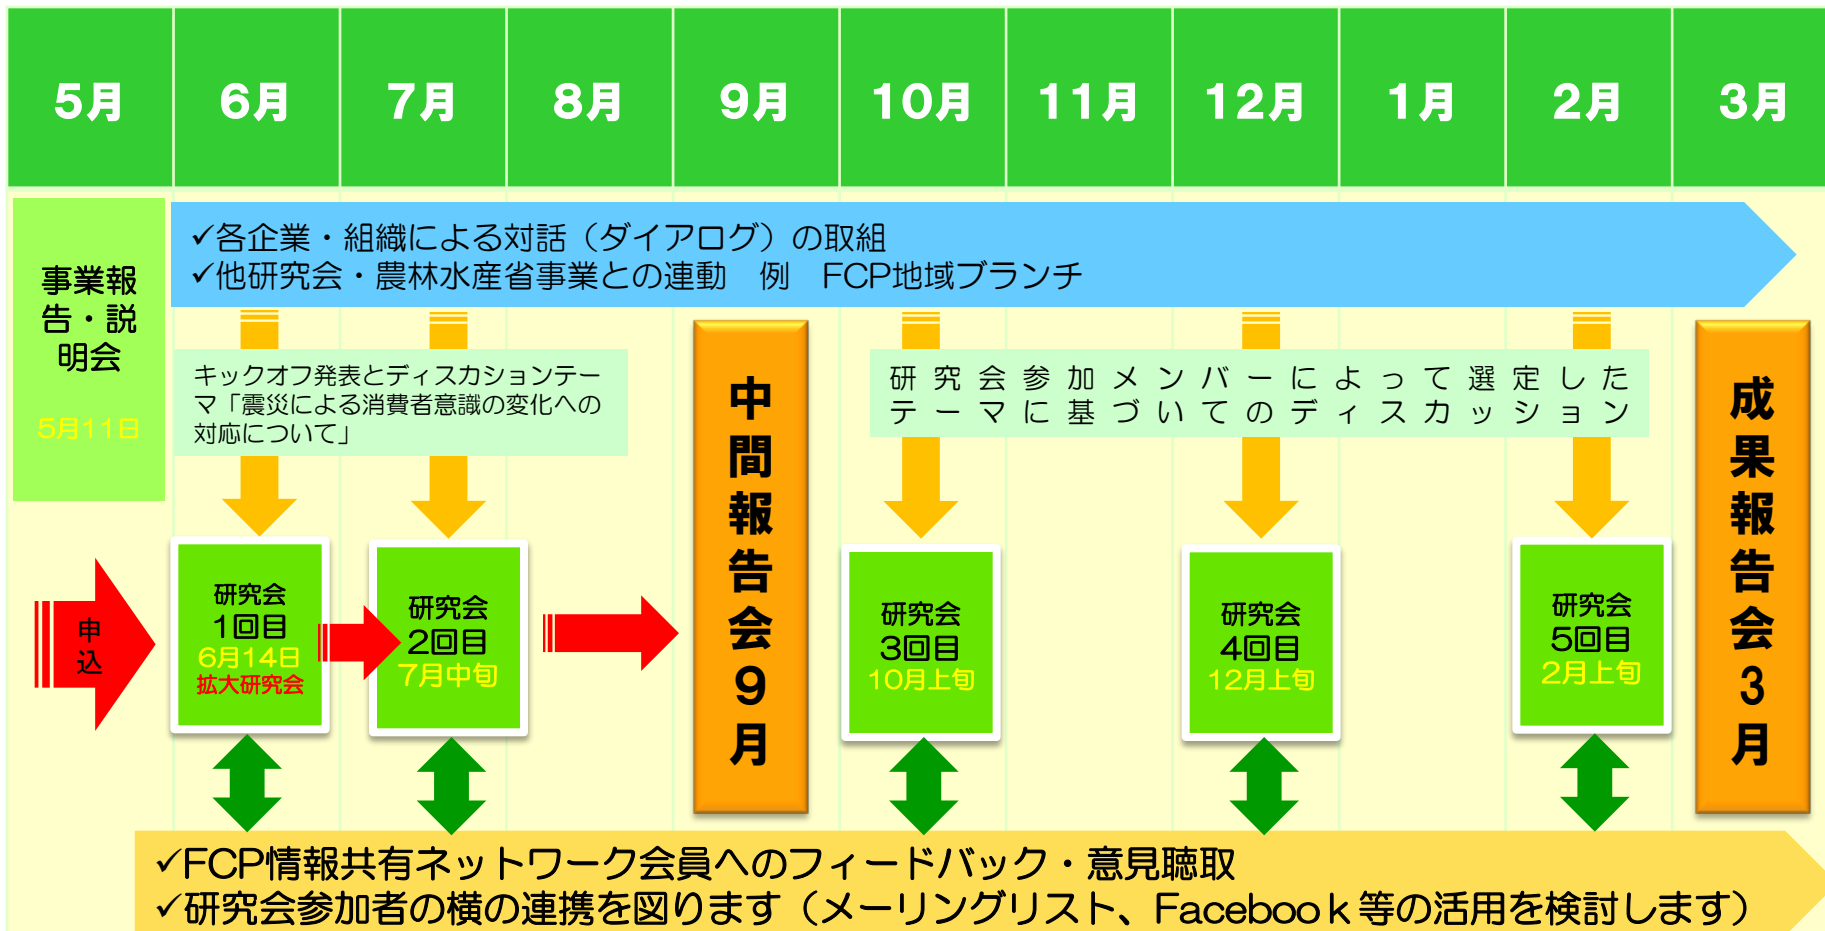 5月 6月 7月 8月 9月 10月 11月 12月 1月 2月 3月
事業報
告・説
明会
5月11日
✓各企業・組織による対話（ダイアログ）の取組
✓他研究会・農林水産省事業との連動　例　FCP地域ブランチ
キックオフ発表とディスカションテー
マ「震災による消費者意識の変化への
対応について」
研究会参加メンバーによって選定した
テーマに基づいてのディスカッション
中間報告会9月
成果報告会3月
申
込
研究会
1回目
6月14日
拡大研究会
研究会
2回目
7月中旬
研究会
3回目
10月上旬
研究会
4回目
12月上旬
研究会
5回目
2月上旬
✓FCP情報共有ネットワーク会員へのフィードバック・意見聴取
✓研究会参加者の横の連携を図ります（メーリングリスト、Facebooｋ等の活用を検討します）